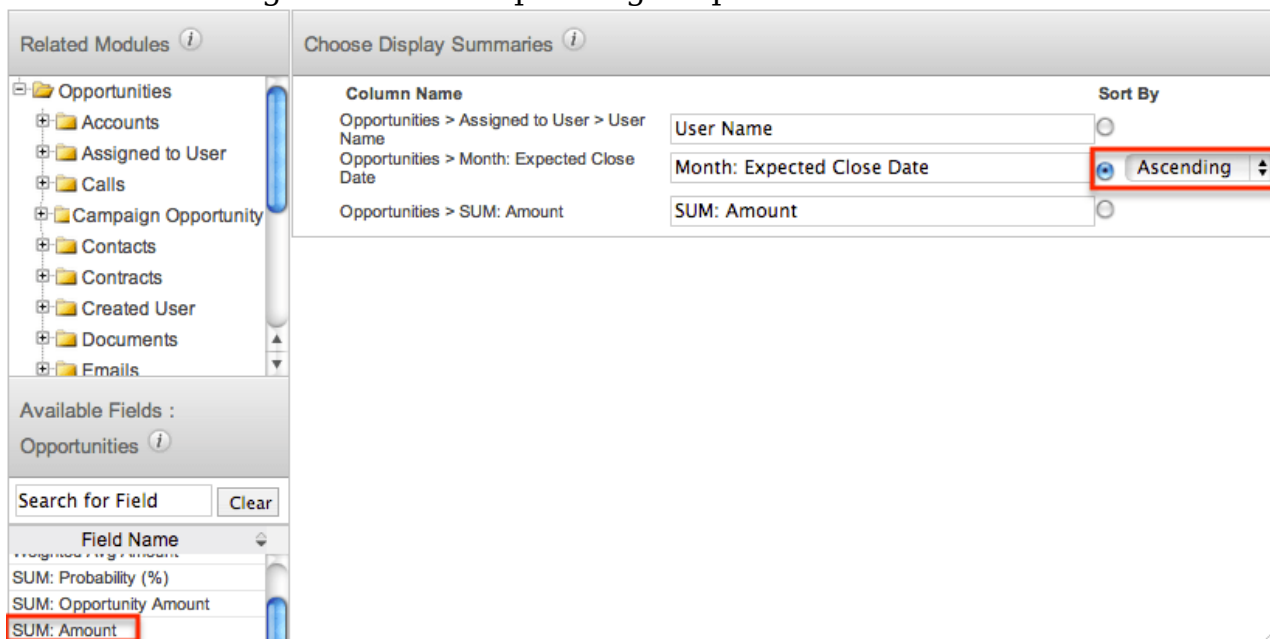 Related Modules i
Opportunities
Accounts
Assigned to User
Calls
Campaign Opportunity
Contacts
Contracts
Created User
Documents
Emails
Available Fields :
Opportunities i
Search for Field Clear
Field Name
Weighted Avg Amount
SUM: Probability (%)
SUM: Opportunity Amount
SUM: Amount
Choose Display Summaries i
Column Name Sort By
Opportunities > Assigned to User > User
Name
User Name
Opportunities > Month: Expected Close
Date
Month: Expected Close Date Ascending
Opportunities > SUM: Amount SUM: Amount